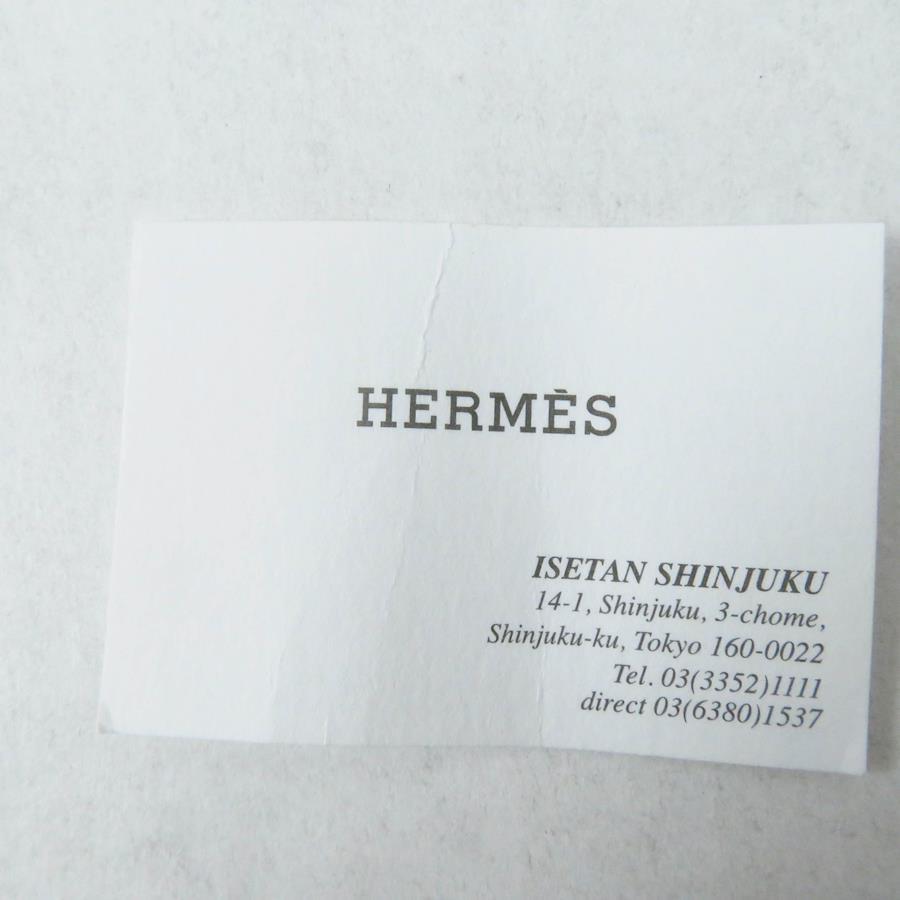 HERMÈS
ISETAN SHINJUKU
14-1, Shinjuku, 3-chome,
Shinjuku-ku, Tokyo 160-0022
Tel. 03(3352)1111
direct 03(6380)1537